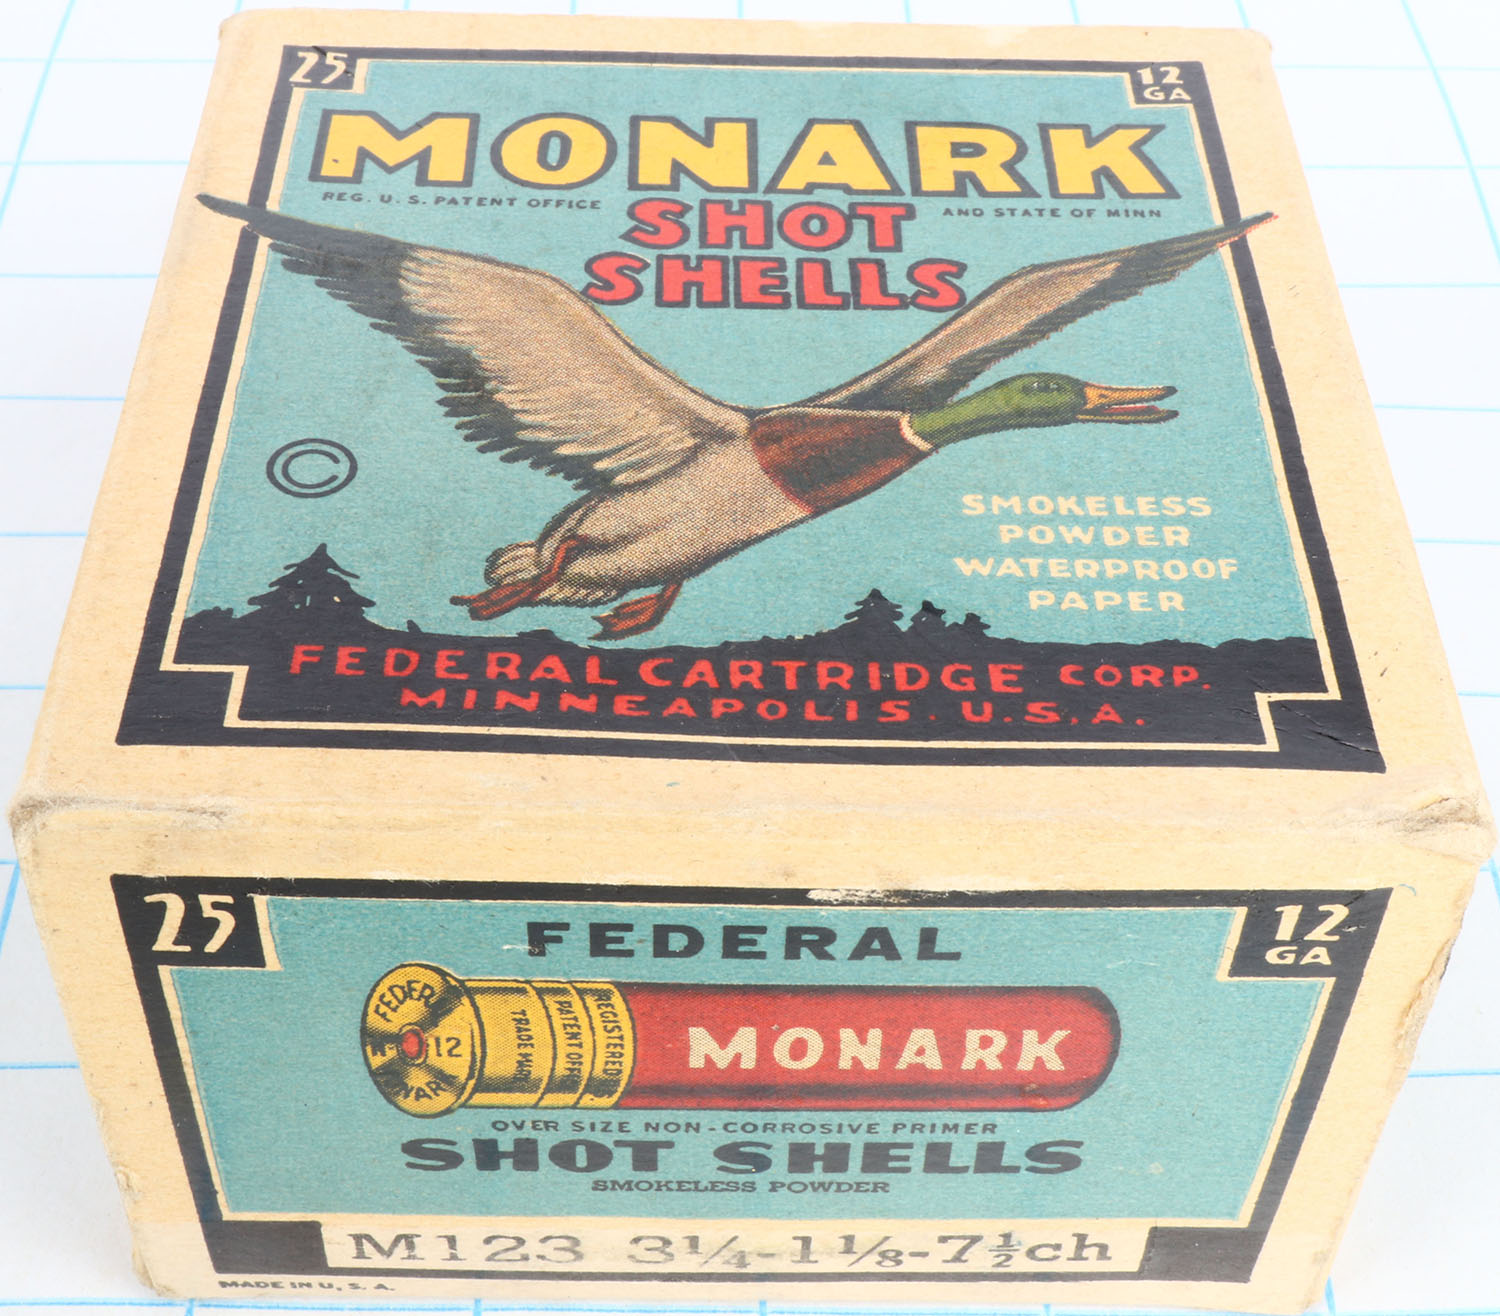 25
12
GA
MONARK
REG. U. S. PATENT OFFICE
AND STATE OF MINN
SHOT
SHELLS
©
SMOKELESS
POWDER
WATERPROOF
PAPER
FEDERAL CARTRIDGE CORP.
MINNEAPOLIS. U.S.A.
25
12
GA
FEDERAL
12
TRADE
PATENT
REGISTERED
MONARK
OVER SIZE NON-CORROSIVE PRIMER
SHOT SHELLS
SMOKELESS POWDER
M123 3¼-1⅛-7½ch
MADE IN U. S. A.